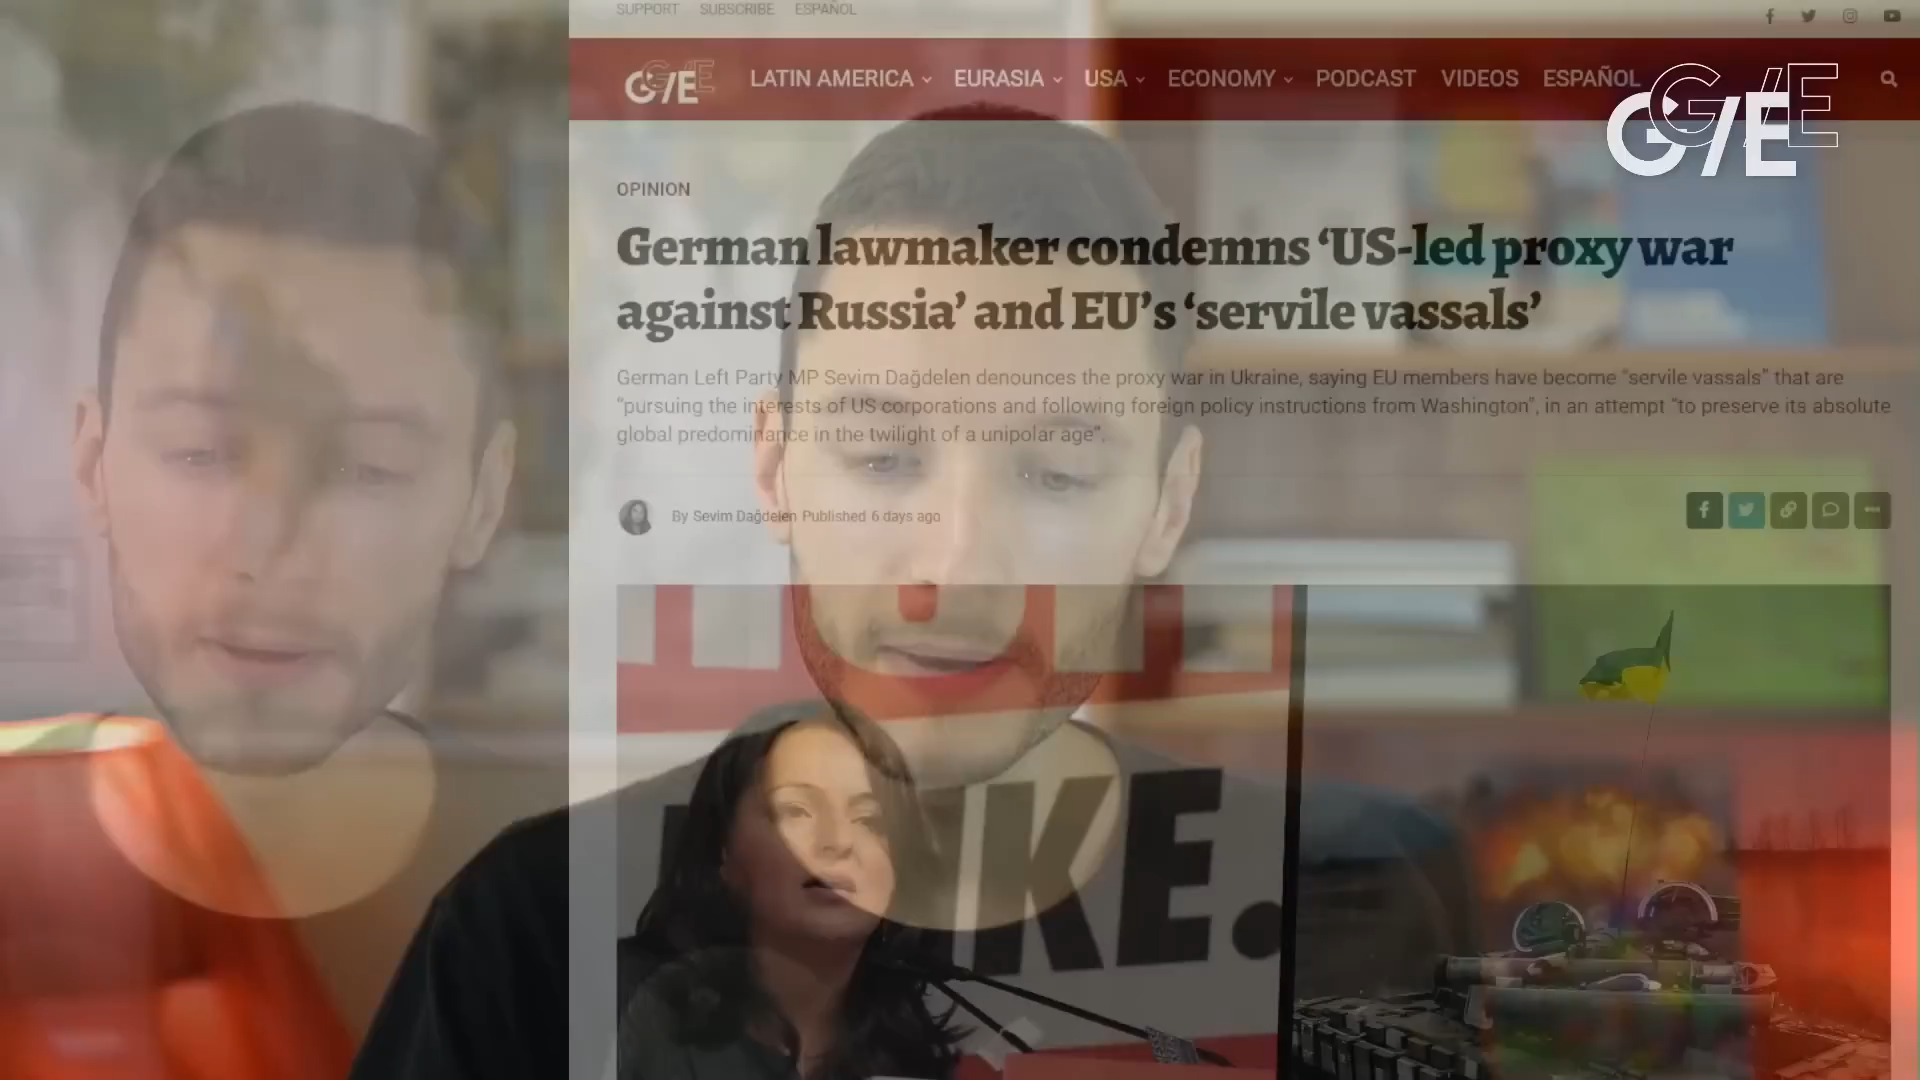 SUPPORT SUBSCRIBE ESPAÑOL
G/E LATIN AMERICA EURASIA USA ECONOMY PODCAST VIDEOS ESPAÑOL
G/E
OPINION
German lawmaker condemns ‘US-led proxy war
against Russia’ and EU’s ‘servile vassals’
German Left Party MP Sevim Dağdelen denounces the proxy war in Ukraine, saying EU members have become “servile vassals” that are
“pursuing the interests of US corporations and following foreign policy instructions from Washington”, in an attempt “to preserve its absolute
global predominance in the twilight of a unipolar age”.
By Sevim Dağdelen Published 6 days ago
KE.